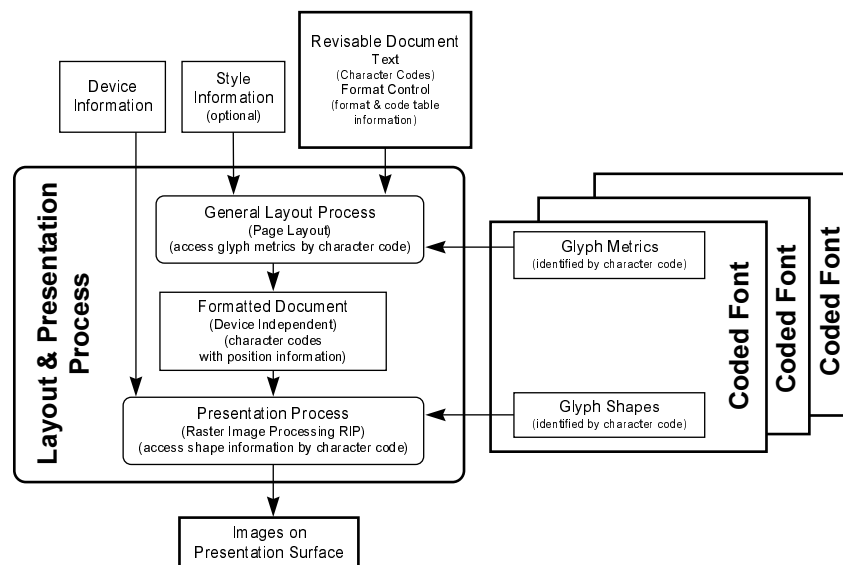 Revisable Document
Text
(Character Codes)
Format Control
(format & code table
information)
Device
Information
Style
Information
(optional)
Layout & Presentation
Process
General Layout Process
(Page Layout)
(access glyph metrics by character code)
Formatted Document
(Device Independent)
(character codes
with position information)
Presentation Process
(Raster Image Processing RIP)
(access shape information by character code)
Images on
Presentation Surface
Glyph Metrics
(identified by character code)
Glyph Shapes
(identified by character code)
Coded Font
Coded Font
Coded Font